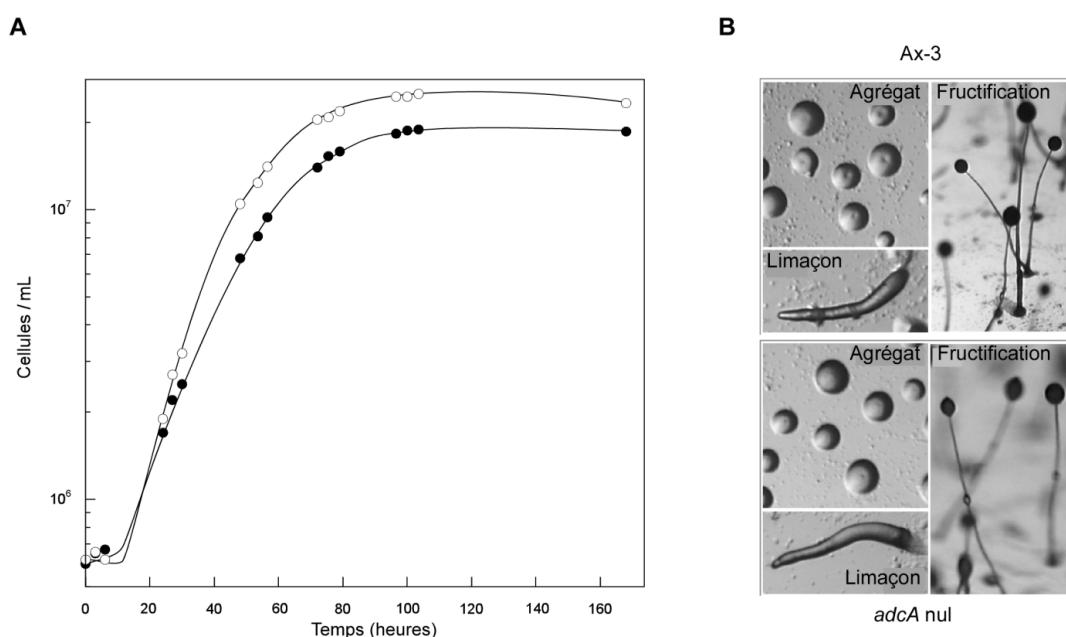 A
Cellules / mL
10⁷
10⁶
0 20 40 60 80 100 120 140 160
Temps (heures)
B
Ax-3
Agrégat
Fructification
Limaçon
Agrégat
Fructification
Limaçon
adcA nul